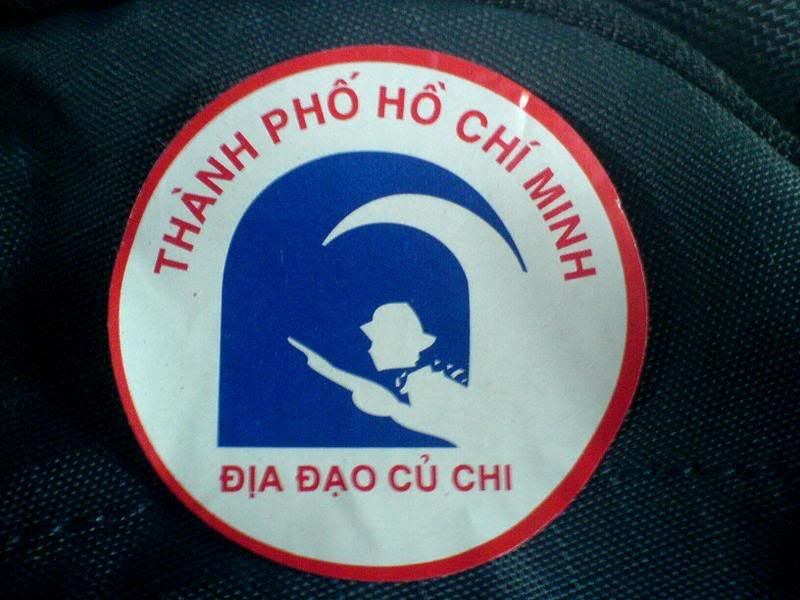 THÀNH PHỐ HỒ CHÍ MINH
ĐỊA ĐẠO CỦ CHI